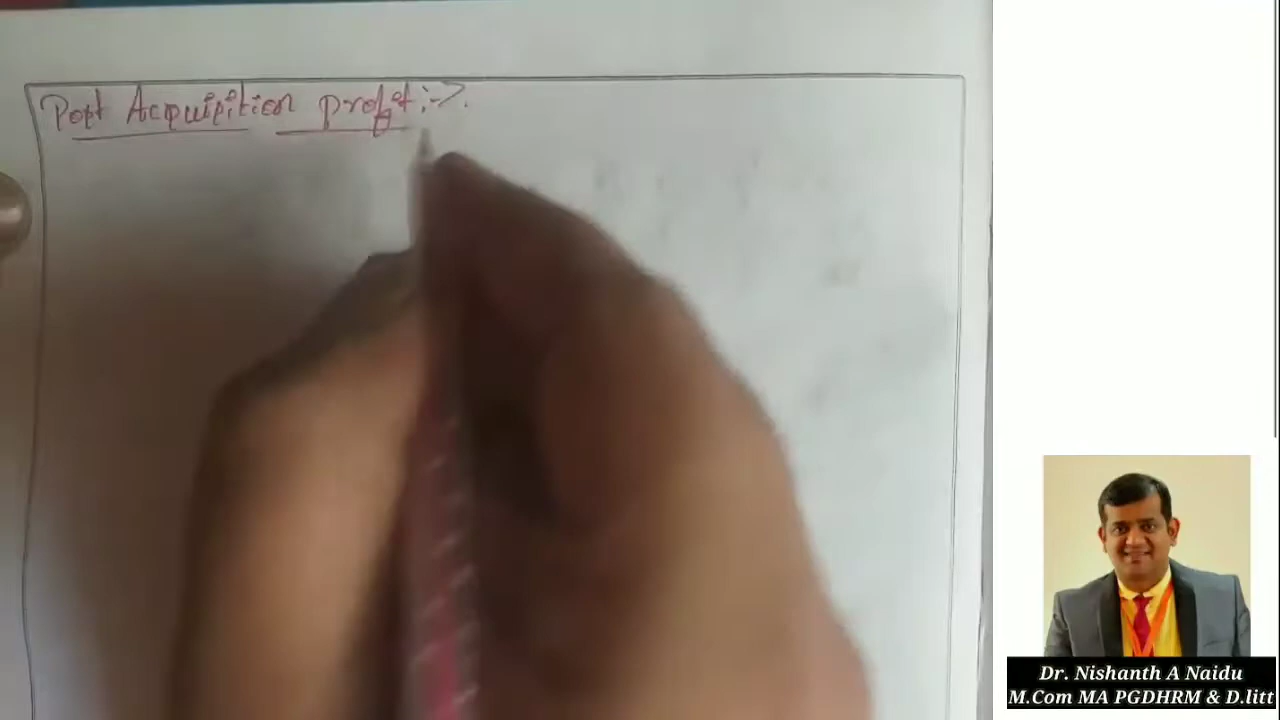 Post Acquisition profit :->.
Dr. Nishanth A Naidu
M.Com MA PGDHRM & D.litt